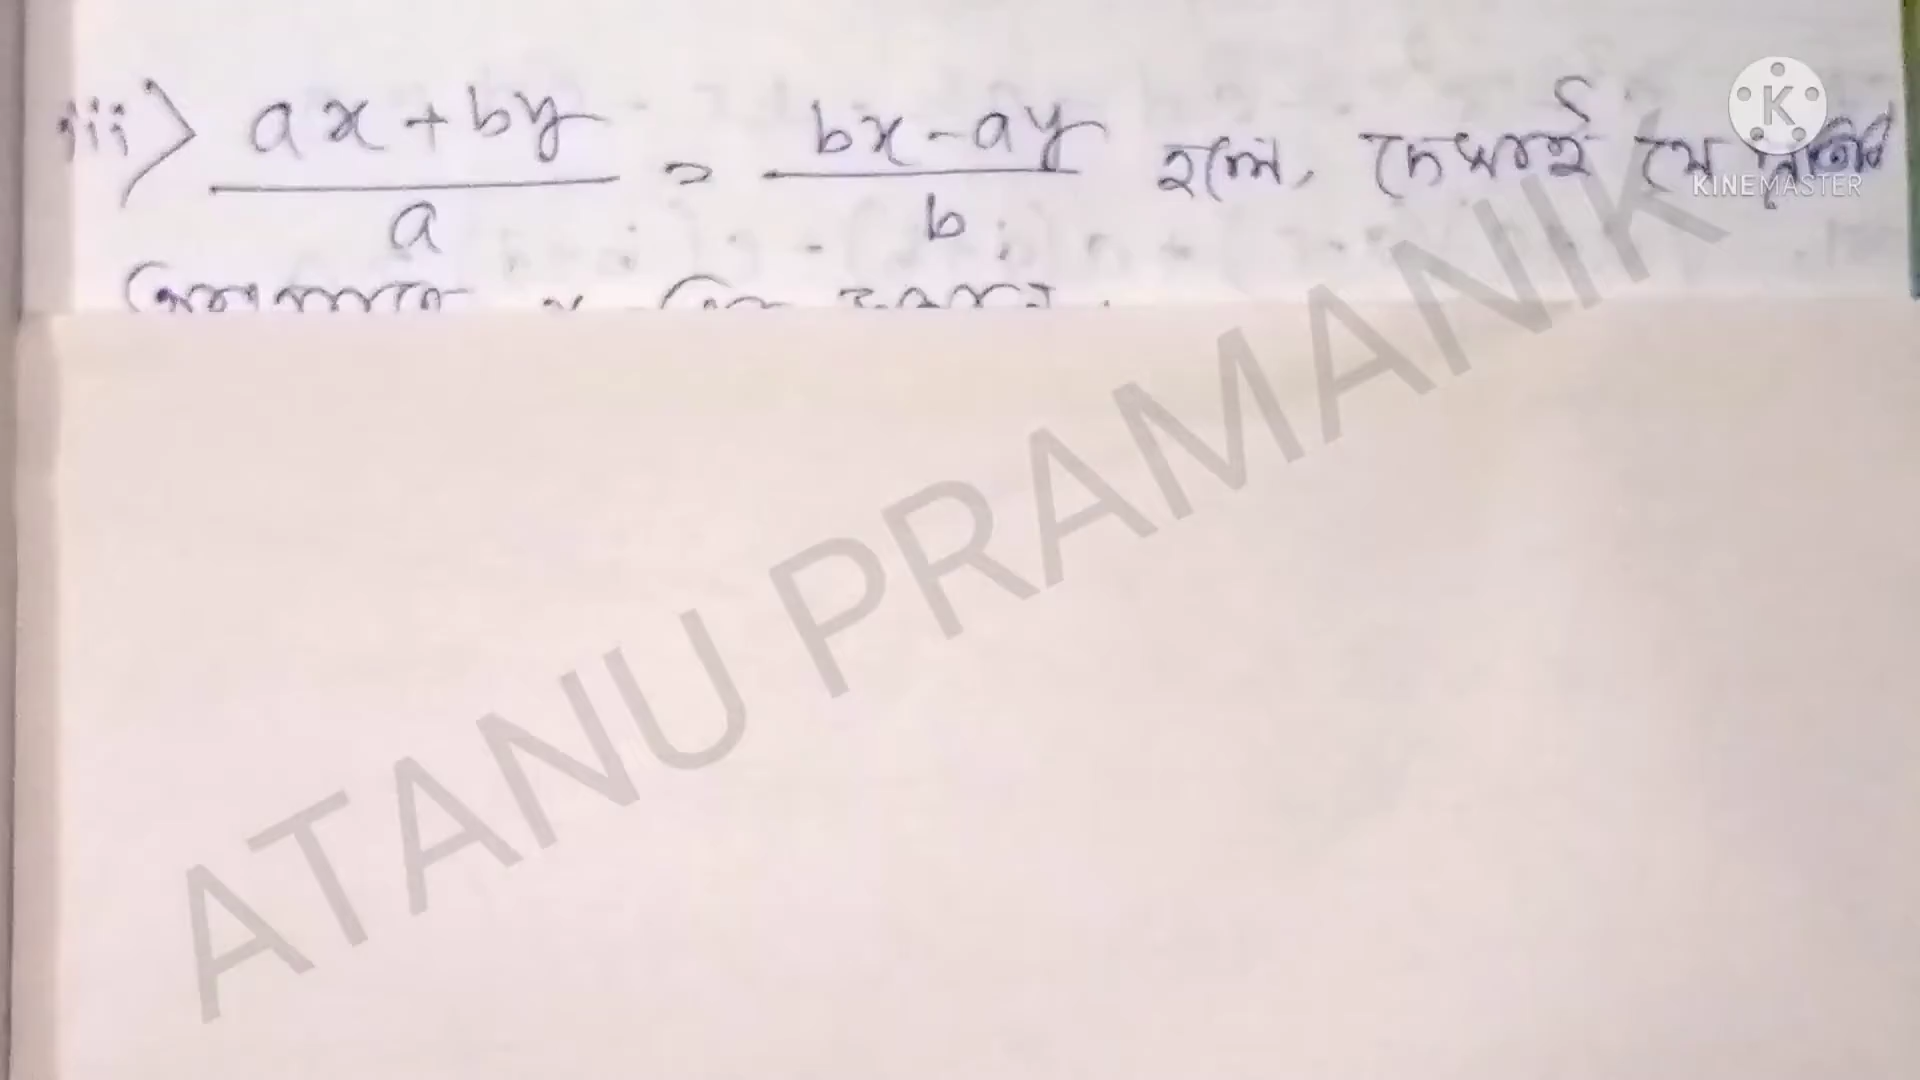 iii> ax + by / a = bx - ay / b হলে, দেখাই যে প্রতিটি
KINEMASTER
ATANU PRAMANIK